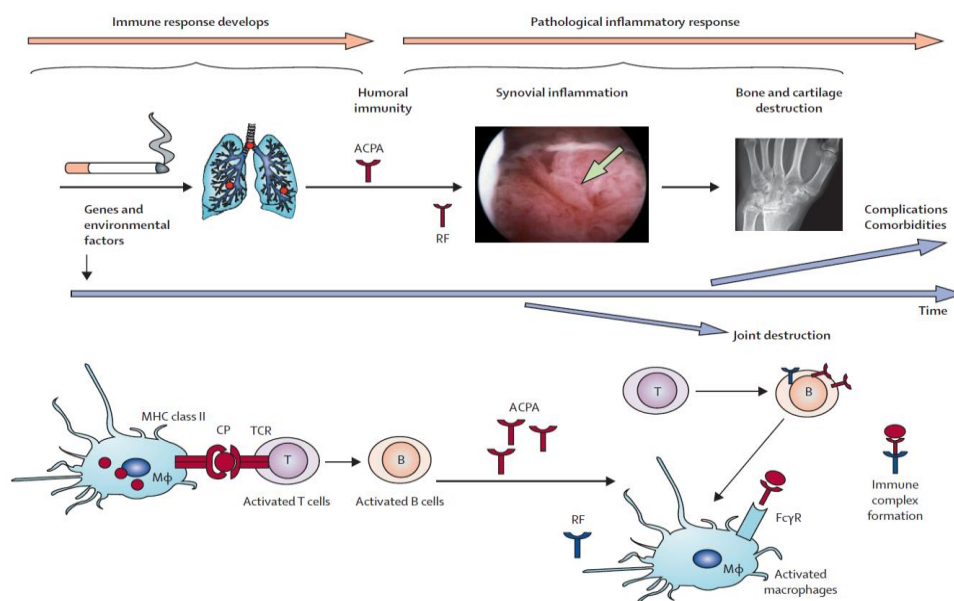 Immune response develops
Pathological inflammatory response
Humoral
immunity
Synovial inflammation
Bone and cartilage
destruction
ACPA
RF
Genes and
environmental
factors
Complications
Comorbidities
Time
Joint destruction
MHC class II
CP
TCR
Mϕ
T
B
Activated T cells
Activated B cells
ACPA
RF
T
B
FcγR
Mϕ
Activated
macrophages
Immune
complex
formation